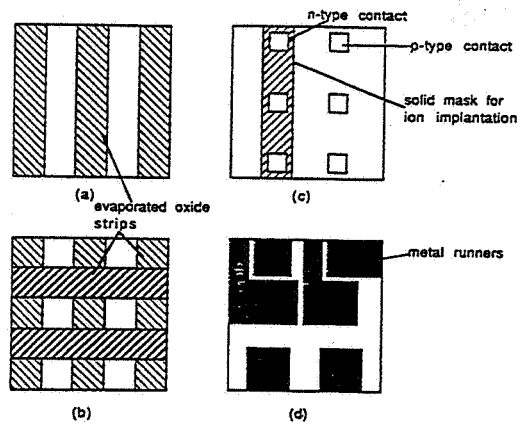 n-type contact
p-type contact
solid mask for
ion implantation
(a)
(c)
evaporated oxide
strips
metal runners
(b)
(d)